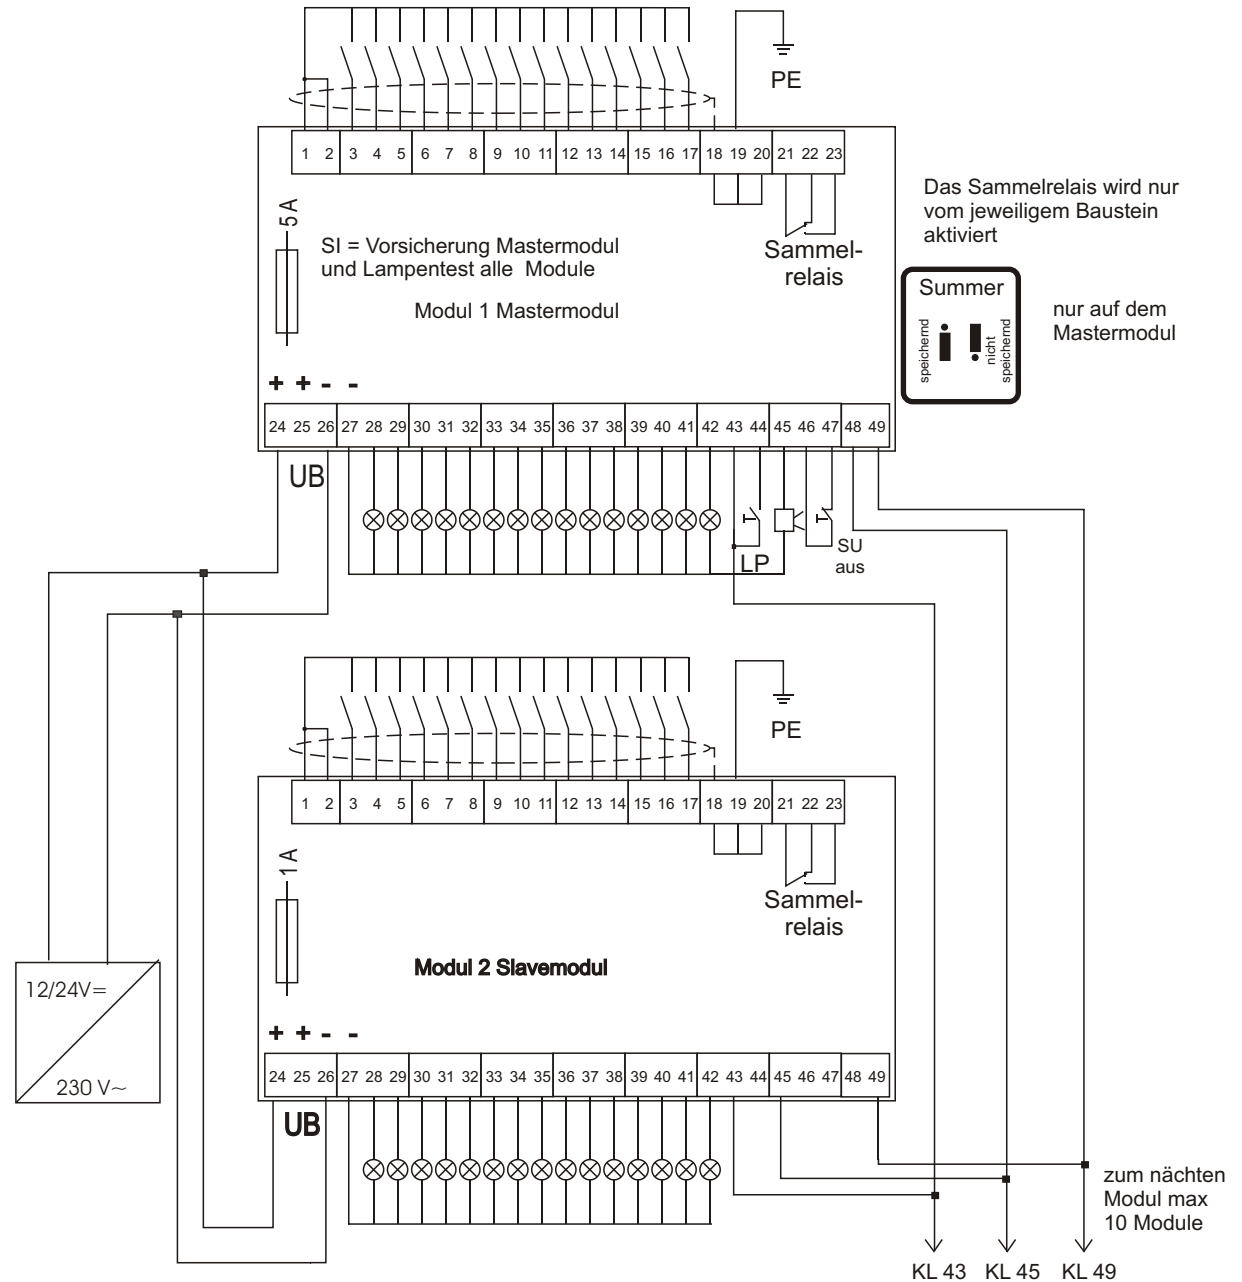 PE
1 2 3 4 5 6 7 8 9 10 11 12 13 14 15 16 17 18 19 20 21 22 23
5 A
SI = Vorsicherung Mastermodul
und Lampentest alle Module
Modul 1 Mastermodul
Sammel-
relais
Das Sammelrelais wird nur
vom jeweiligem Baustein
aktiviert
Summer
speichernd
nicht
speichernd
nur auf dem
Mastermodul
+ + - -
24 25 26 27 28 29 30 31 32 33 34 35 36 37 38 39 40 41 42 43 44 45 46 47 48 49
UB
LP
SU
aus
PE
1 2 3 4 5 6 7 8 9 10 11 12 13 14 15 16 17 18 19 20 21 22 23
1 A
Sammel-
relais
Modul 2 Slavemodul
12/24V=
230 V~
+ + - -
24 25 26 27 28 29 30 31 32 33 34 35 36 37 38 39 40 41 42 43 44 45 46 47 48 49
UB
zum nächten
Modul max
10 Module
KL 43 KL 45 KL 49